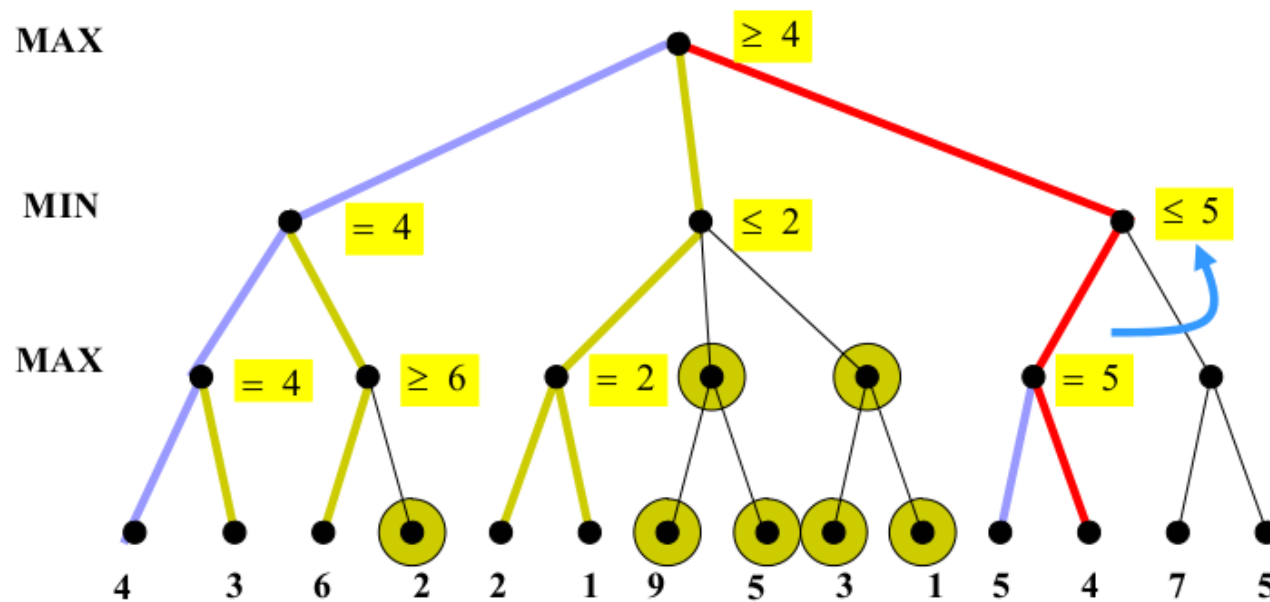 MAX ≥ 4
MIN = 4 ≤ 2 ≤ 5
MAX = 4 ≥ 6 = 2 = 5
4 3 6 2 2 1 9 5 3 1 5 4 7 5